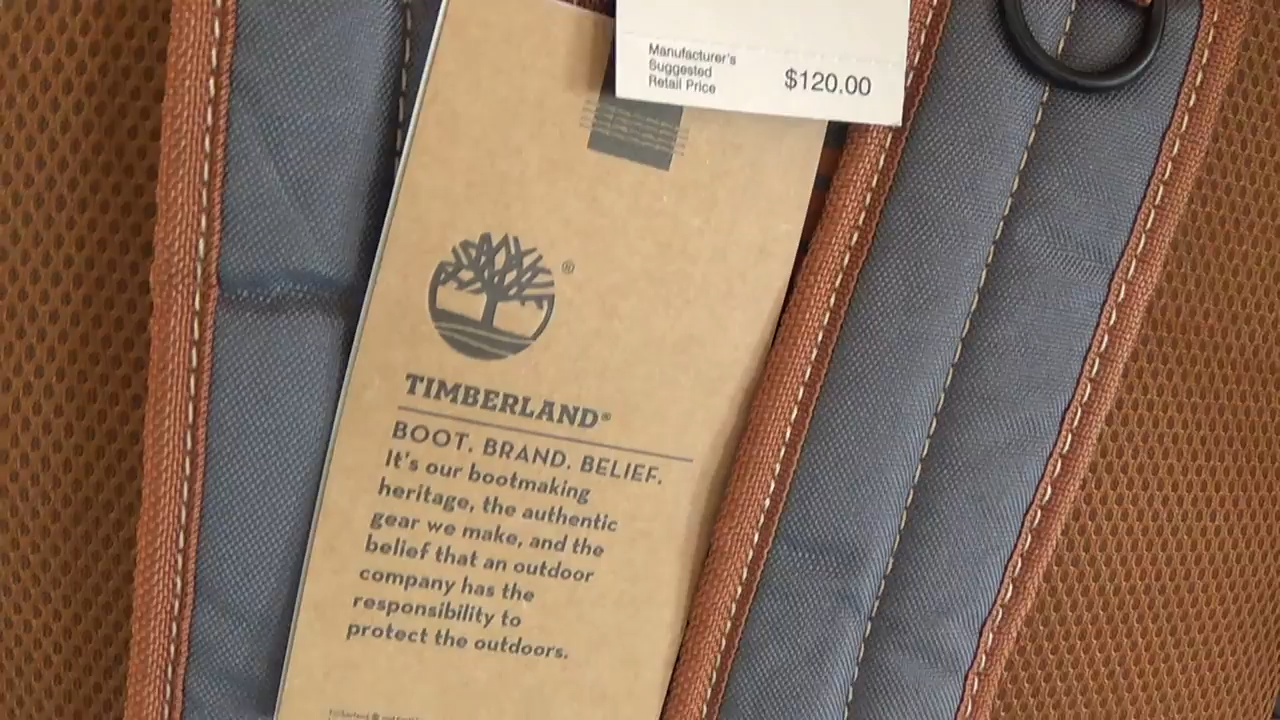 Manufacturer's
Suggested
Retail Price
$120.00
®
TIMBERLAND®
BOOT. BRAND. BELIEF.
It's our bootmaking
heritage, the authentic
gear we make, and the
belief that an outdoor
company has the
responsibility to
protect the outdoors.